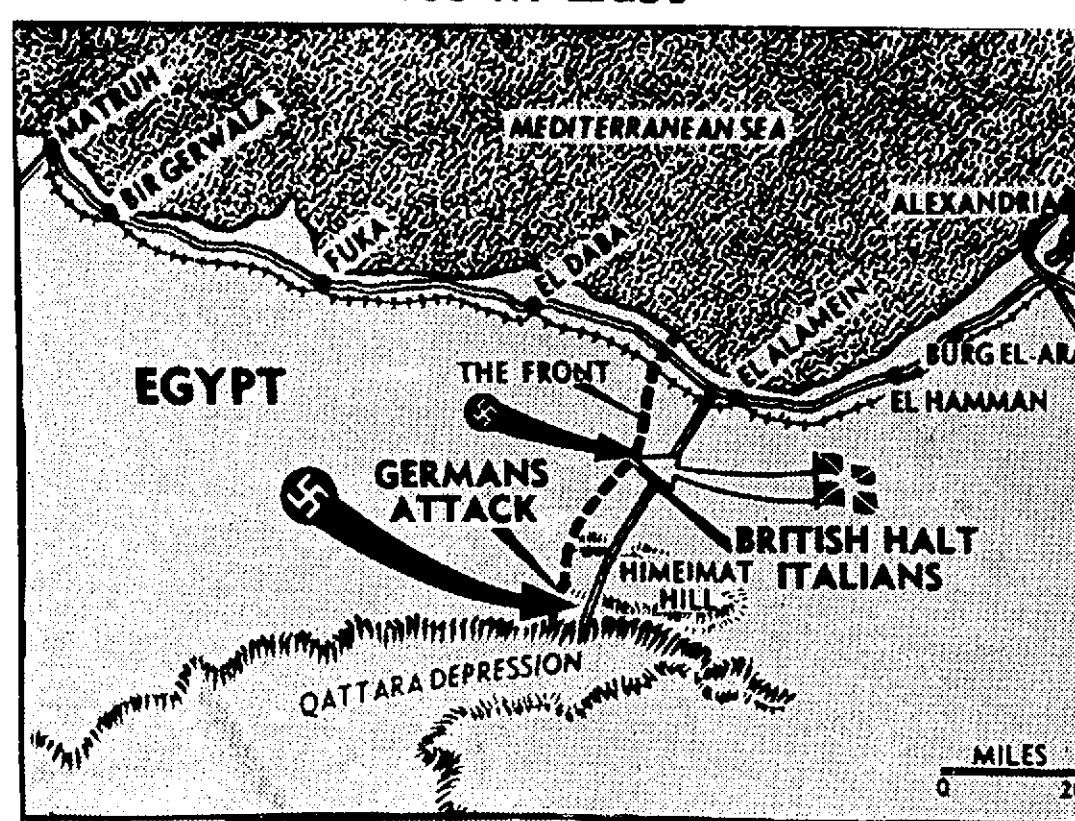 MATRUH
BIR GERWALA
MEDITERRANEAN SEA
ALEXANDRIA
FUKA
EL DABA
EL ALAMEIN
BURG EL-ARA
EL HAMMAN
EGYPT
THE FRONT
GERMANS
ATTACK
BRITISH HALT
ITALIANS
HIMEIMAT
HILL
QATTARA DEPRESSION
MILES
0